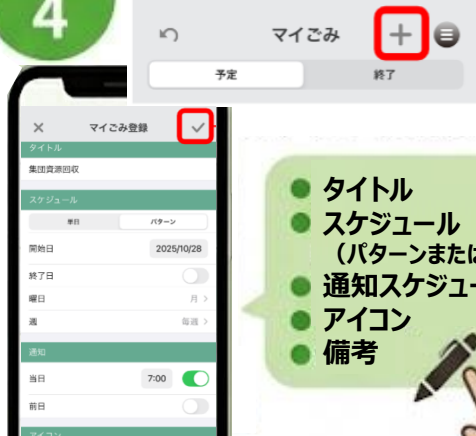 4
マイごみ
予定 終了
マイごみ登録
タイトル
集団資源回収
スケジュール
単日 パターン
開始日 2025/10/28
終了日
曜日 月 >
週 毎週 >
通知
当日 7:00
前日
アイコン
● タイトル
● スケジュール
（パターンまたは
● 通知スケジュー
● アイコン
● 備考